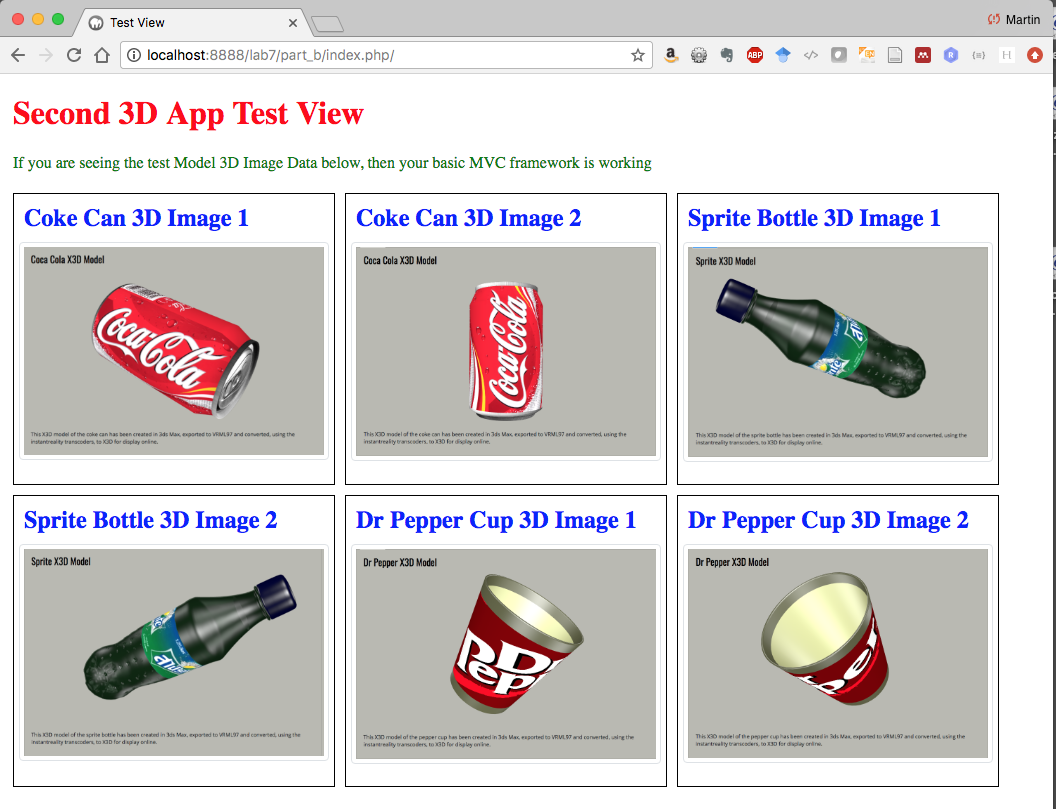 Test View
Martin
localhost:8888/lab7/part_b/index.php/
Second 3D App Test View
If you are seeing the test Model 3D Image Data below, then your basic MVC framework is working
Coke Can 3D Image 1
Coca Cola X3D Model
Coca-Cola
This X3D model of the coke can has been created in 3ds Max, exported to VRML97 and converted, using the
instantreality transcoders, to X3D for display online.
Coke Can 3D Image 2
Coca Cola X3D Model
Coca-Cola
This X3D model of the coke can has been created in 3ds Max, exported to VRML97 and converted, using the
instantreality transcoders, to X3D for display online.
Sprite Bottle 3D Image 1
Sprite X3D Model
Sprite
This X3D model of the sprite bottle has been created in 3ds Max, exported to VRML97 and converted, using the
instantreality transcoders, to X3D for display online.
Sprite Bottle 3D Image 2
Sprite X3D Model
Sprite
This X3D model of the sprite bottle has been created in 3ds Max, exported to VRML97 and converted, using the
instantreality transcoders, to X3D for display online.
Dr Pepper Cup 3D Image 1
Dr Pepper X3D Model
This X3D model of the pepper cup has been created in 3ds Max, exported to VRML97 and converted, using the
instantreality transcoders, to X3D for display online.
Dr Pepper Cup 3D Image 2
Dr Pepper X3D Model
This X3D model of the pepper cup has been created in 3ds Max, exported to VRML97 and converted, using the
instantreality transcoders, to X3D for display online.